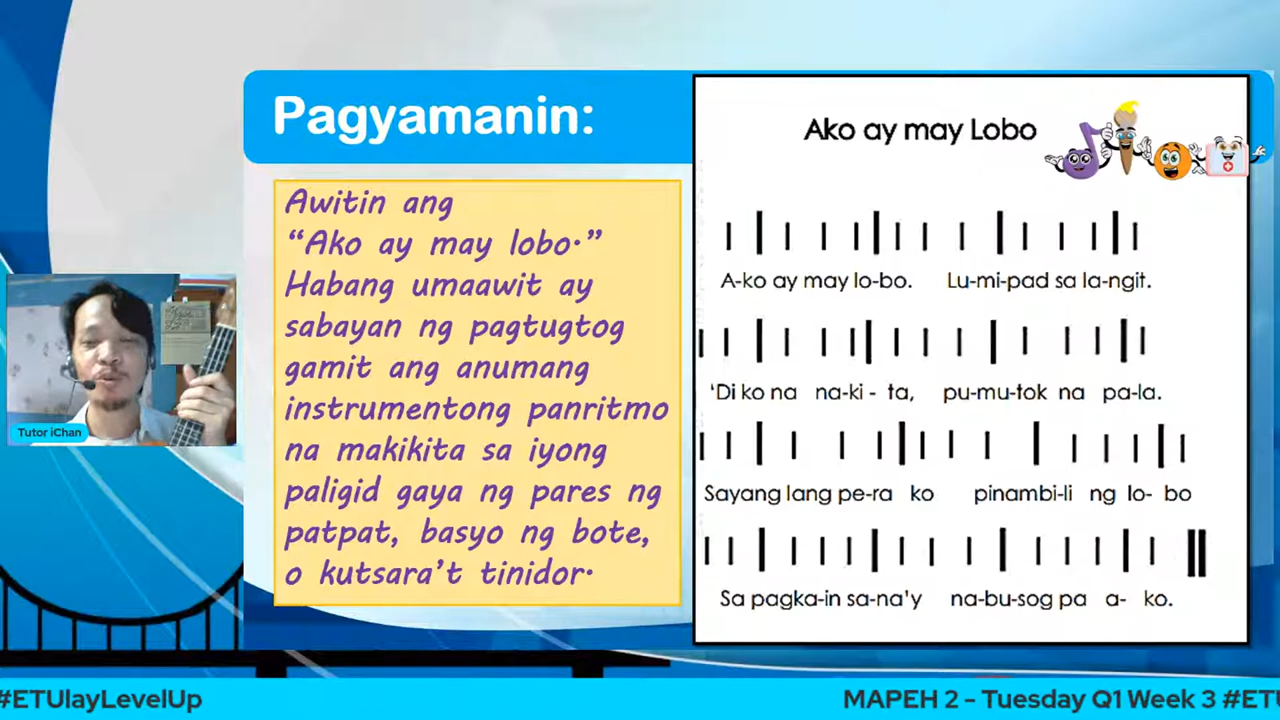 Pagyamanin:
Awitin ang
“Ako ay may lobo.”
Habang umaawit ay
sabayan ng pagtugtog
gamit ang anumang
instrumentong panritmo
na makikita sa iyong
paligid gaya ng pares ng
patpat, basyo ng bote,
o kutsara't tinidor.
Ako ay may Lobo
A-ko ay may lo-bo. Lu-mi-pad sa la-ngit.
'Di ko na na-ki - ta, pu-mu-tok na pa-la.
Sayang lang pe-ra ko pinambi-li ng lo- bo
Sa pagka-in sa-na'y na-bu-sog pa a- ko.
Tutor iChan
#ETUlayLevelUp
MAPEH 2 - Tuesday Q1 Week 3 #ETU